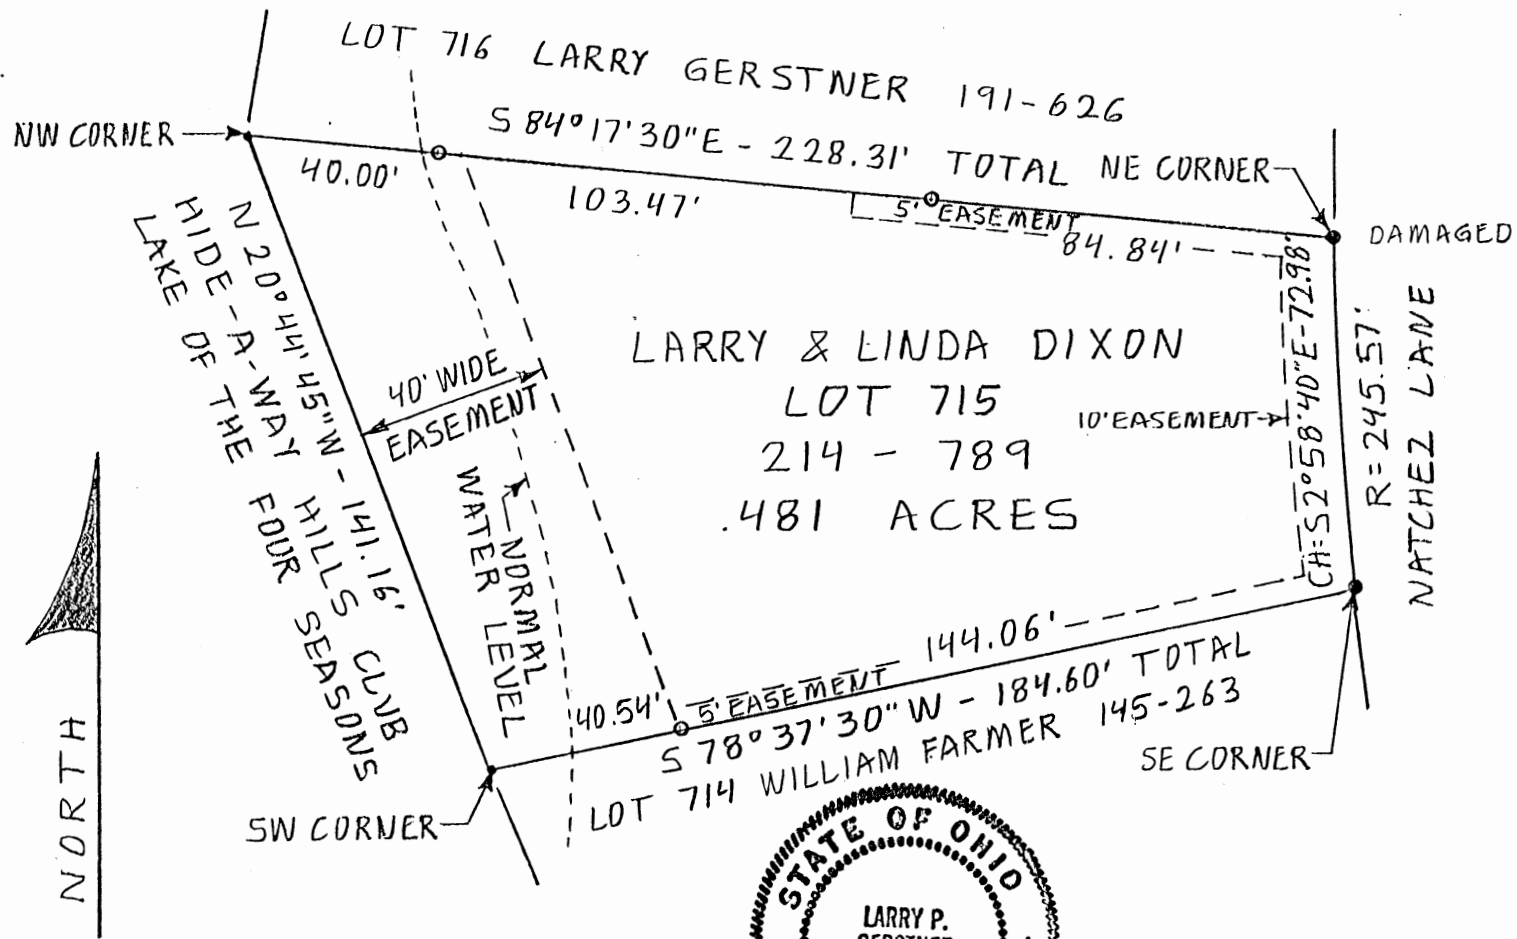 LOT 716 LARRY GERSTNER 191-626
S 84°17'30"E - 228.31' TOTAL
NW CORNER
NE CORNER
40.00'
103.47'
5' EASEMENT
84.84'
DAMAGED
N 20°44'45"W - 141.16'
HIDE-A-WAY HILLS CLUB
LAKE OF THE FOUR SEASONS
40' WIDE
EASEMENT
LARRY & LINDA DIXON
LOT 715
214 - 789
.481 ACRES
10' EASEMENT
CH=S2°58'40"E-72.98'
R=245.57'
NATCHEZ LANE
NORMAL
WATER LEVEL
40.54'
5' EASEMENT
144.06'
S 78°37'30"W - 184.60' TOTAL
LOT 714 WILLIAM FARMER 145-263
SE CORNER
SW CORNER
NORTH
STATE OF OHIO
LARRY P.
GERSTNER